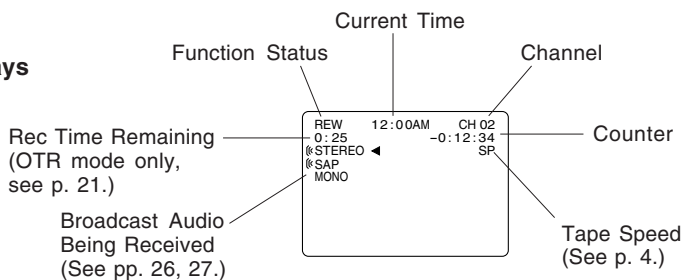 Current Time
Function Status
Channel
ays
REW 12:00AM CH 02
0:25 -0:12:34
STEREO ◄ SP
SAP
MONO
Rec Time Remaining
(OTR mode only,
see p. 21.)
Counter
Broadcast Audio
Being Received
(See pp. 26, 27.)
Tape Speed
(See p. 4.)